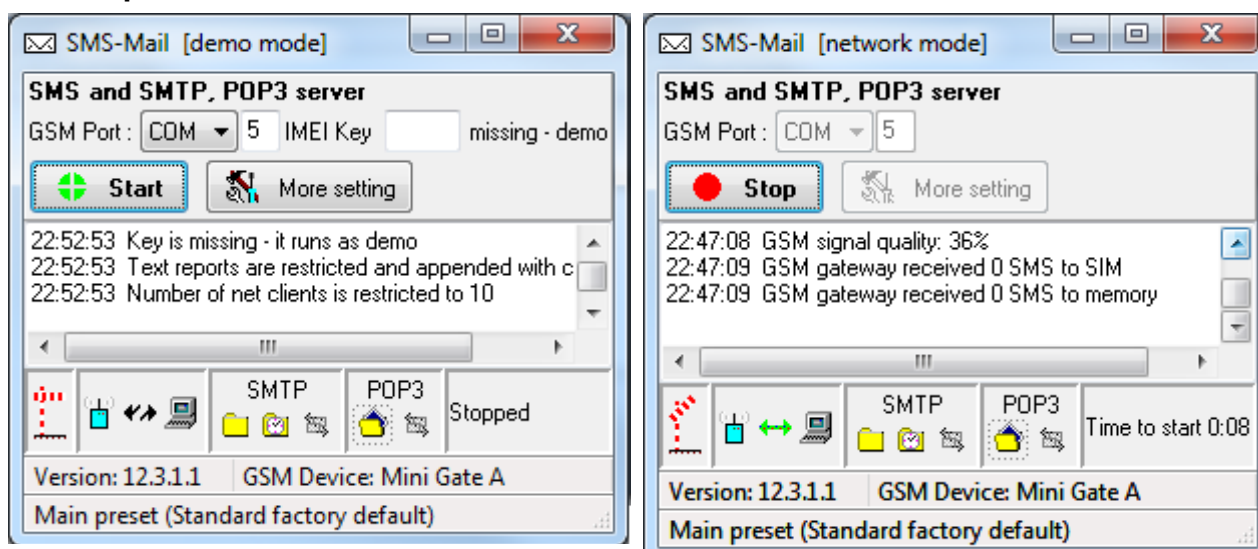 SMS-Mail [demo mode]
SMS and SMTP, POP3 server
GSM Port : COM 5 IMEI Key missing - demo
Start More setting
22:52:53 Key is missing - it runs as demo
22:52:53 Text reports are restricted and appended with c
22:52:53 Number of net clients is restricted to 10
SMTP POP3
Stopped
Version: 12.3.1.1 GSM Device: Mini Gate A
Main preset (Standard factory default)
SMS-Mail [network mode]
SMS and SMTP, POP3 server
GSM Port : COM 5
Stop More setting
22:47:08 GSM signal quality: 36%
22:47:09 GSM gateway received 0 SMS to SIM
22:47:09 GSM gateway received 0 SMS to memory
SMTP POP3
Time to start 0:08
Version: 12.3.1.1 GSM Device: Mini Gate A
Main preset (Standard factory default)